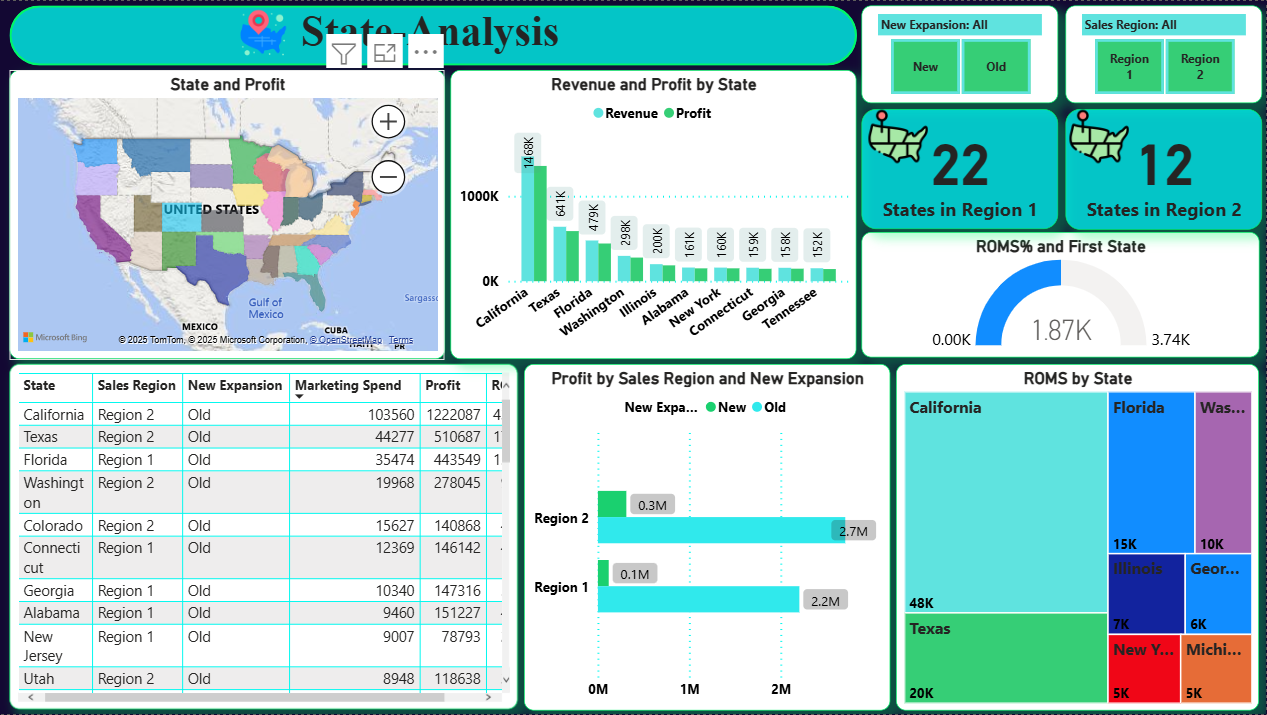 State-Analysis
New Expansion: All
New
Old
Sales Region: All
Region
1
Region
2
State and Profit
UNITED STATES
Gulf of
Mexico
Sargasso
MEXICO
CUBA
PR
Microsoft Bing
© 2025 TomTom, © 2025 Microsoft Corporation, © OpenStreetMap Terms
Revenue and Profit by State
Revenue Profit
1000K
0K
1468K
641K
479K
298K
200K
161K
160K
159K
158K
152K
California
Texas
Florida
Washington
Illinois
Alabama
New York
Connecticut
Georgia
Tennessee
22
States in Region 1
12
States in Region 2
ROMS% and First State
0.00K
1.87K
3.74K
State Sales Region New Expansion Marketing Spend Profit
California Region 2 Old 103560 1222087 4
Texas Region 2 Old 44277 510687 1
Florida Region 1 Old 35474 443549 1
Washingt
on Region 2 Old 19968 278045
Colorado Region 2 Old 15627 140868
Connecti
cut Region 1 Old 12369 146142
Georgia Region 1 Old 10340 147316
Alabama Region 1 Old 9460 151227
New
Jersey Region 1 Old 9007 78793
Utah Region 2 Old 8948 118638
Profit by Sales Region and New Expansion
New Expa... New Old
Region 2
0.3M
2.7M
Region 1
0.1M
2.2M
0M 1M 2M
ROMS by State
California
48K
Texas
20K
Florida
15K
Was...
10K
Illinois
7K
Geor...
6K
New Y...
5K
Michi...
5K